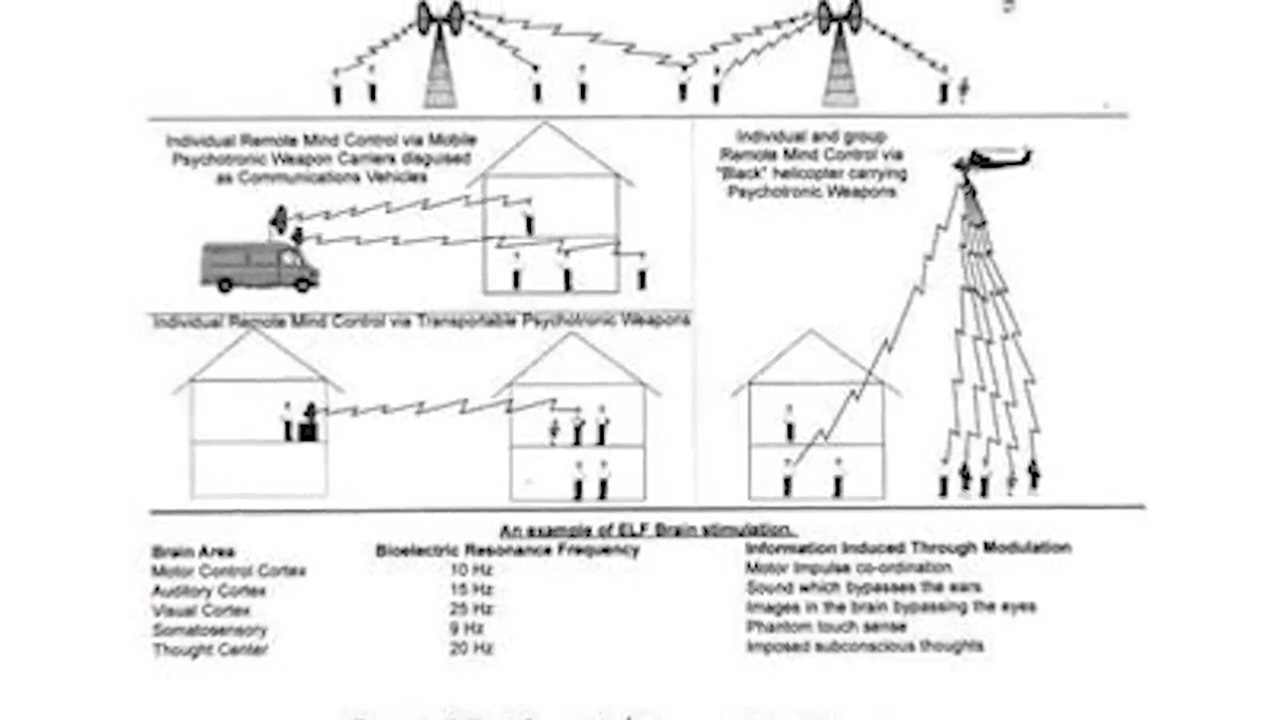 Individual Remote Mind Control via Mobile
Psychotronic Weapon Carriers disguised
as Communications Vehicles
Individual and group
Remote Mind Control via
"Black" helicopter carrying
Psychotronic Weapons
Individual Remote Mind Control via Transportable Psychotronic Weapons
An example of ELF Brain stimulation.
Brain Area Bioelectric Resonance Frequency Information Induced Through Modulation
Motor Control Cortex 10 Hz Motor Impulse co-ordination
Auditory Cortex 15 Hz Sound which bypasses the ears
Visual Cortex 25 Hz Images in the brain bypassing the eyes
Somatosensory 9 Hz Phantom touch sense
Thought Center 20 Hz Imposed subconscious thoughts